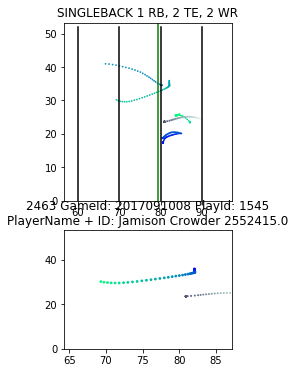 SINGLEBACK 1 RB, 2 TE, 2 WR
50
40
30
20
10
0
60 70 80 90
2463 GameId: 2017091008 PlayId: 1545
PlayerName + ID: Jamison Crowder 2552415.0
40
20
0
65 70 75 80 85